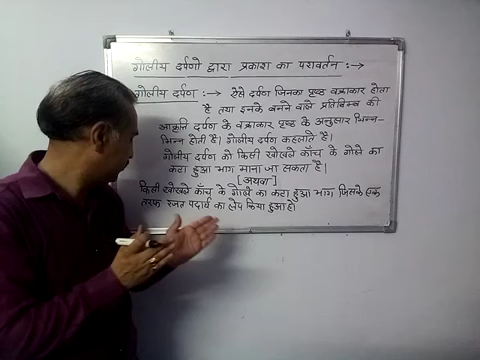 गोलीय दर्पणो द्वारा प्रकाश का परावर्तन :→
गोलीय दर्पण :→ ऐसे दर्पण जिनका पृष्ठ वक्राकार होता
है तथा इनके बनने वाले प्रतिबिम्ब की
आकृति दर्पण के वक्राकार पृष्ठ के अनुसार भिन्न-
भिन्न होती है। गोलीय दर्पण कहलाते है।
गोलीय दर्पण को किसी खोखले काँच के गोले का
कटा हुआ भाग माना जा सकता है।
[अथवा]
किसी खोखले काँच के गोले का कटा हुआ भाग जिसके एक
तरफ रजत पदार्थ का लेप किया हुआ हो